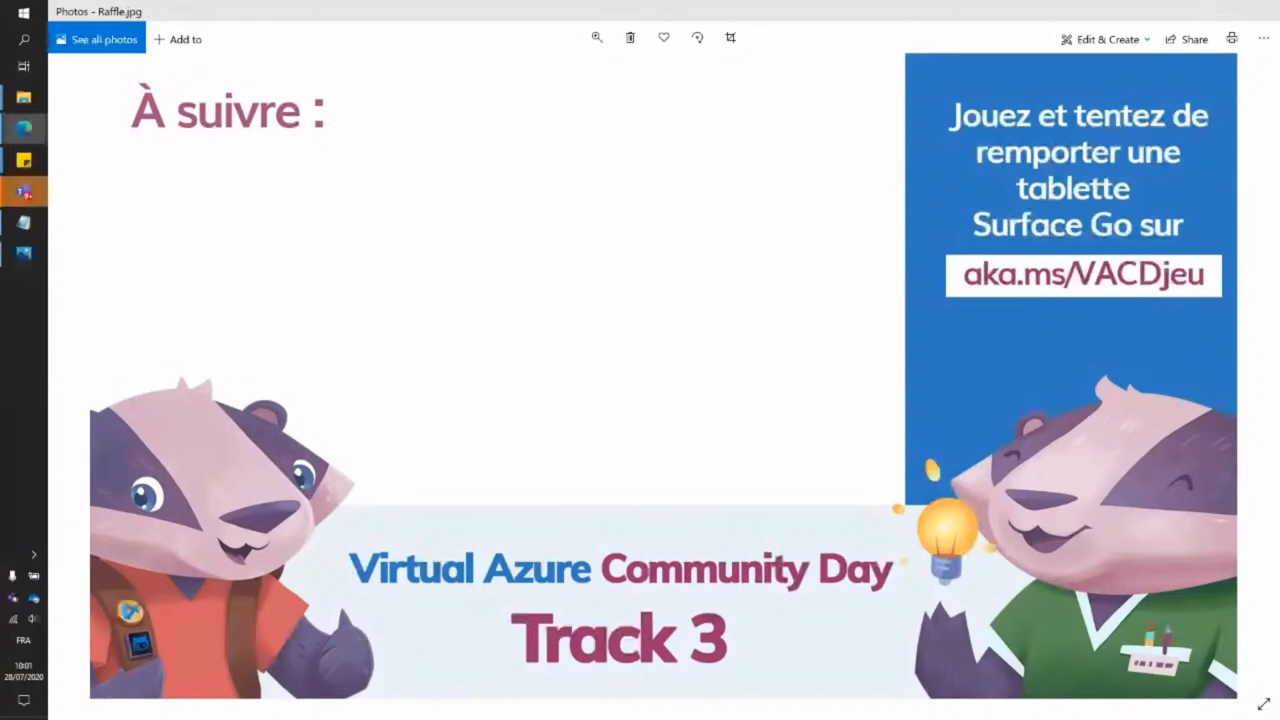 Photos - Raffle.jpg
See all photos
Add to
Edit & Create
Share
À suivre :
Jouez et tentez de
remporter une
tablette
Surface Go sur
aka.ms/VACDjeu
Virtual Azure Community Day
Track 3
FRA
10:01
28/07/2020